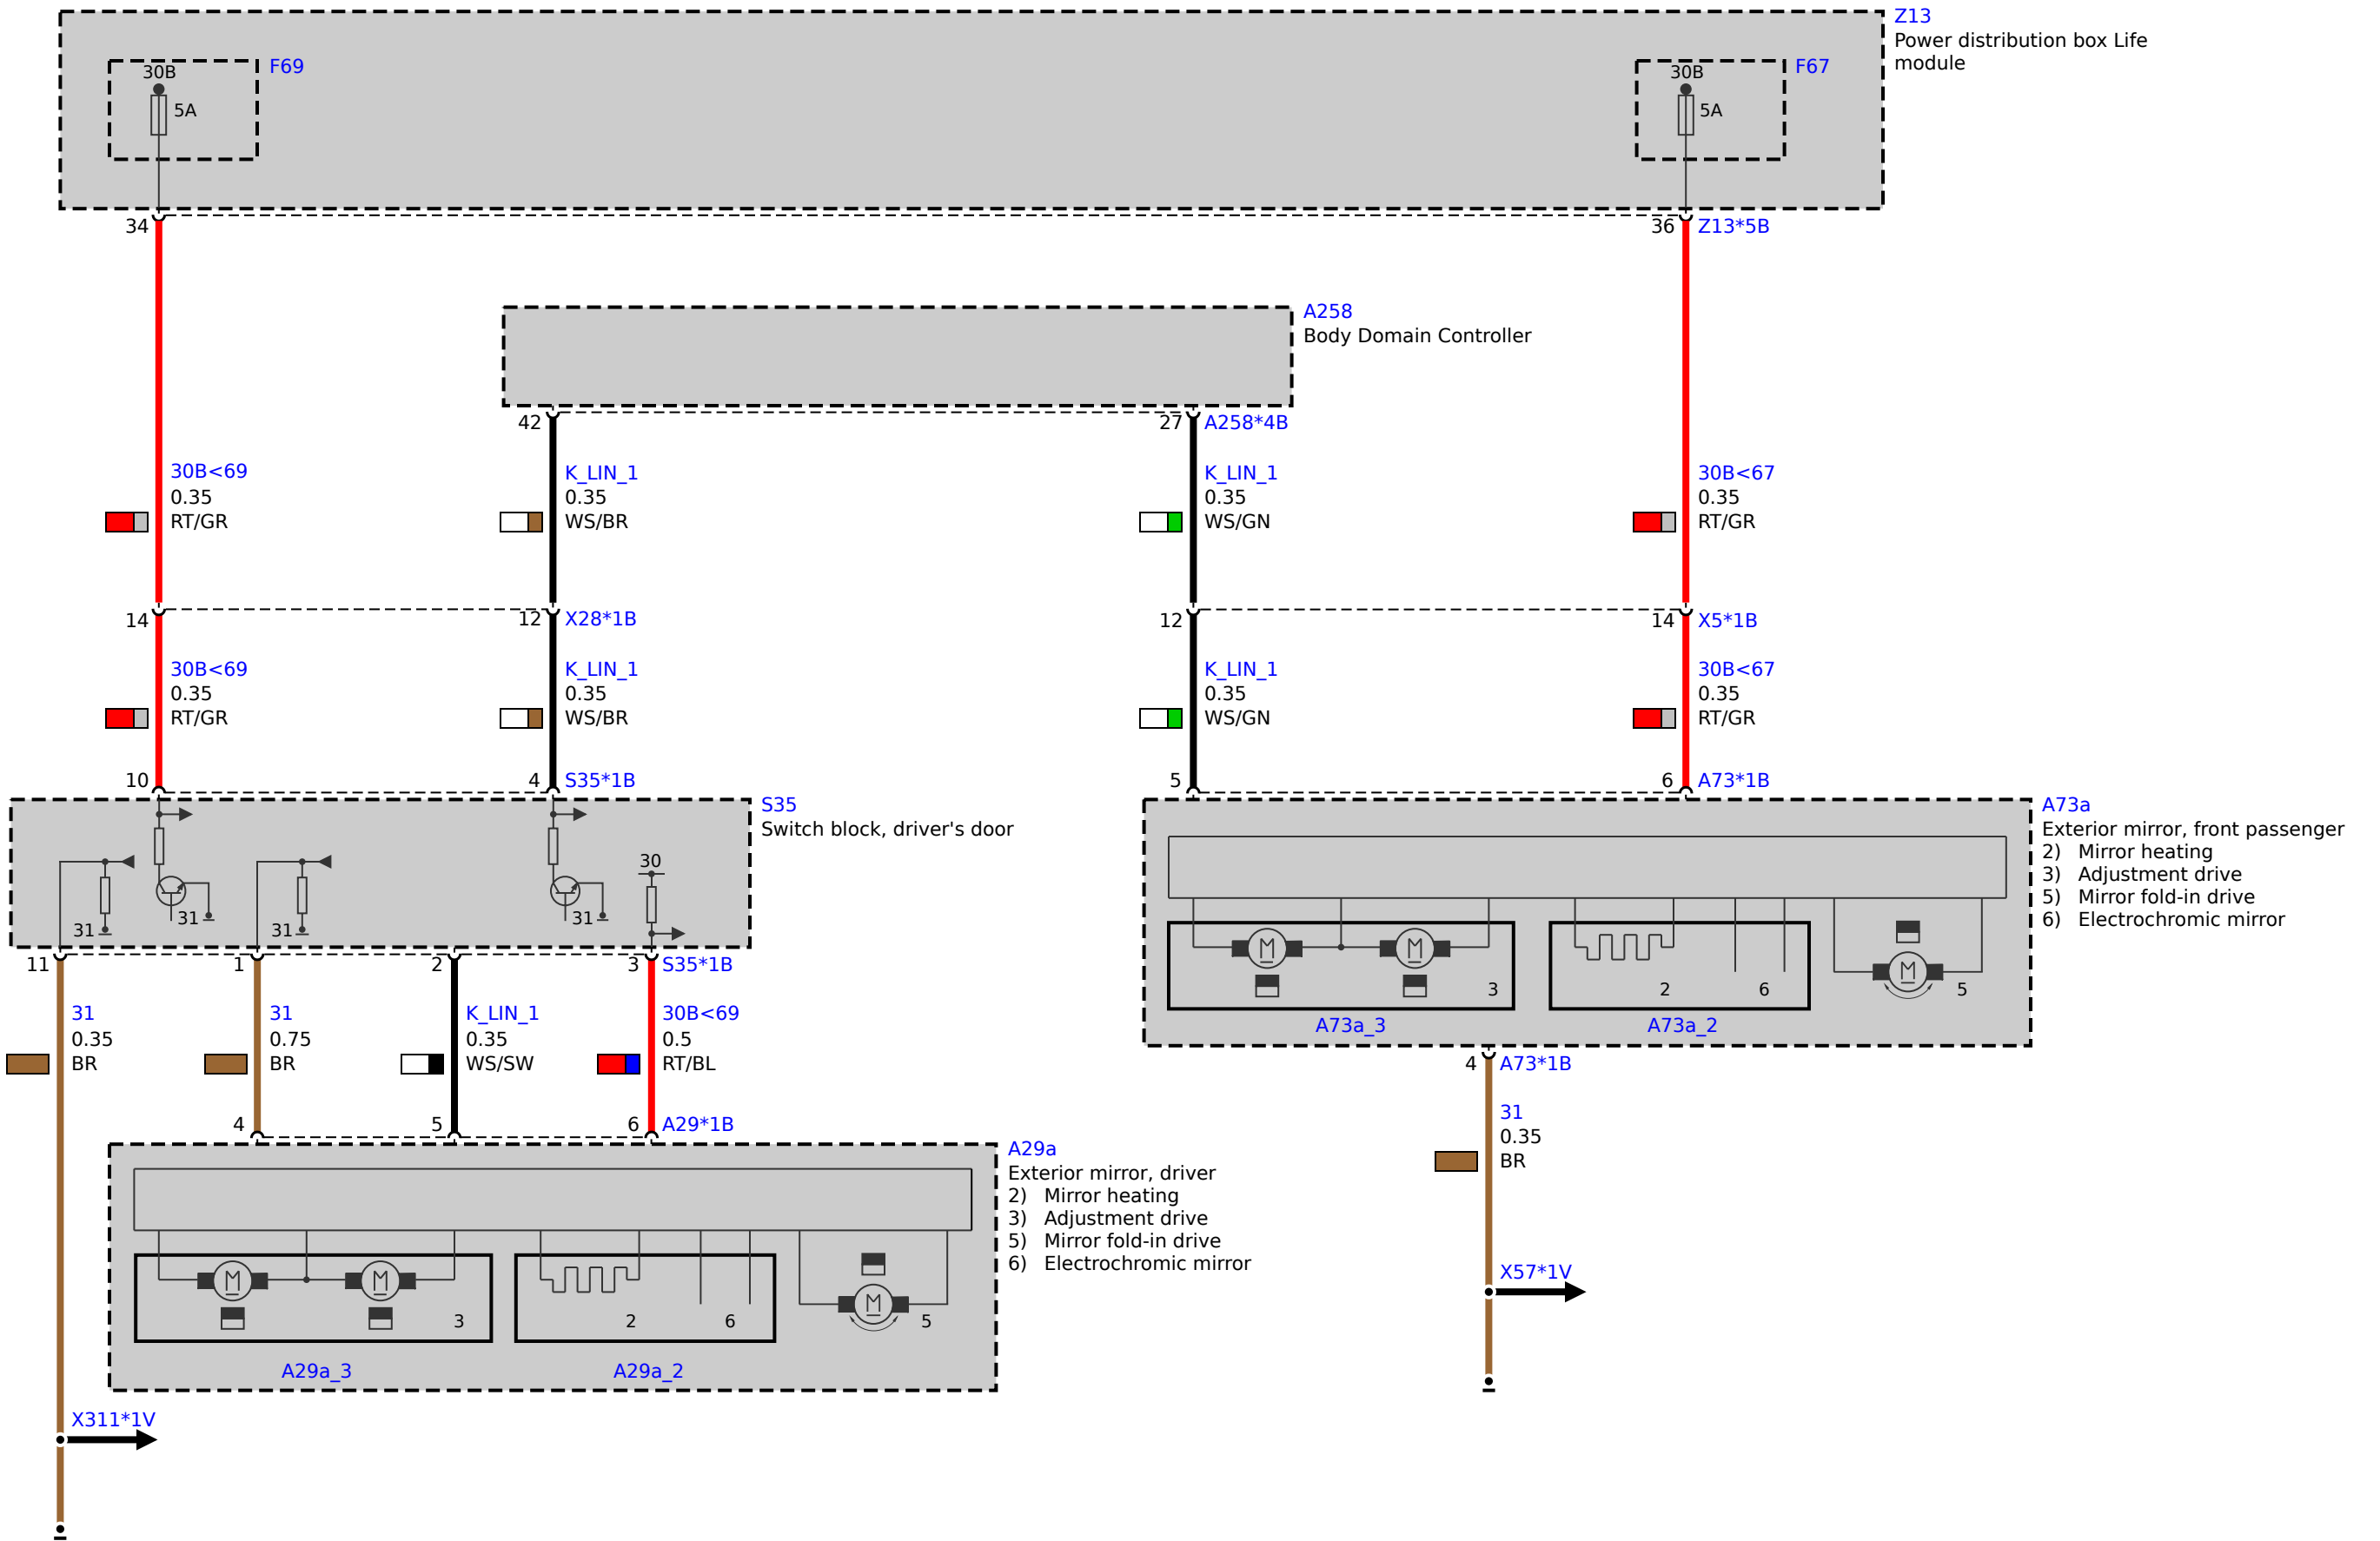 Z13
Power distribution box Life
module
30B
F69
5A
30B
F67
5A
34
36
Z13*5B
A258
Body Domain Controller
42
27
A258*4B
30B<69
0.35
RT/GR
K_LIN_1
0.35
WS/BR
K_LIN_1
0.35
WS/GN
30B<67
0.35
RT/GR
14
12
X28*1B
12
14
X5*1B
30B<69
0.35
RT/GR
K_LIN_1
0.35
WS/BR
K_LIN_1
0.35
WS/GN
30B<67
0.35
RT/GR
10
4
S35*1B
5
6
A73*1B
S35
Switch block, driver's door
31
31
31
31
30
A73a
Exterior mirror, front passenger
2) Mirror heating
3) Adjustment drive
5) Mirror fold-in drive
6) Electrochromic mirror
M
M
3
2
6
M
5
A73a_3
A73a_2
11
1
2
3
S35*1B
31
0.35
BR
31
0.75
BR
K_LIN_1
0.35
WS/SW
30B<69
0.5
RT/BL
4
A73*1B
31
0.35
BR
4
5
6
A29*1B
A29a
Exterior mirror, driver
2) Mirror heating
3) Adjustment drive
5) Mirror fold-in drive
6) Electrochromic mirror
M
M
3
2
6
M
5
A29a_3
A29a_2
X57*1V
X311*1V